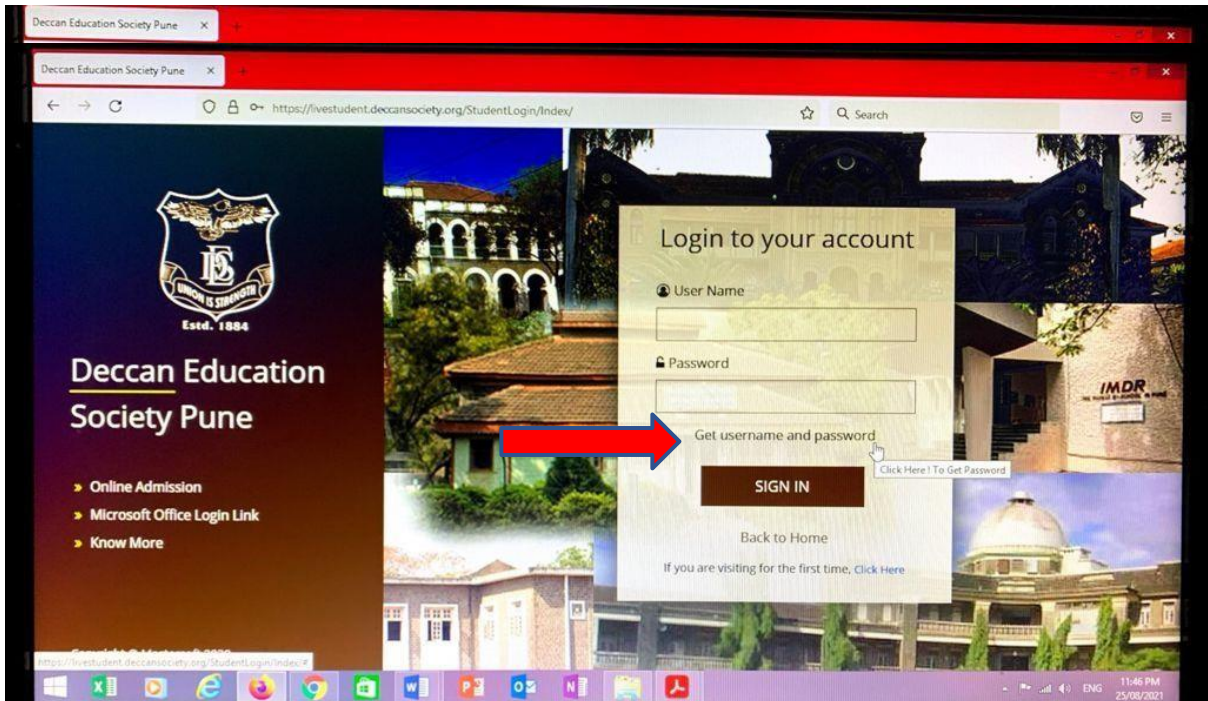 Deccan Education Society Pune
Deccan Education Society Pune
https://livestudent.deccansociety.org/StudentLogin/Index/
Search
DES
UNION IS STRENGTH
Estd. 1884
Deccan Education
Society Pune
Online Admission
Microsoft Office Login Link
Know More
Login to your account
User Name
Password
Get username and password
Click Here ! To Get Password
SIGN IN
Back to Home
If you are visiting for the first time, Click Here
IMDR
https://livestudent.deccansociety.org/StudentLogin/Index/#
ENG
11:46 PM
25/08/2021